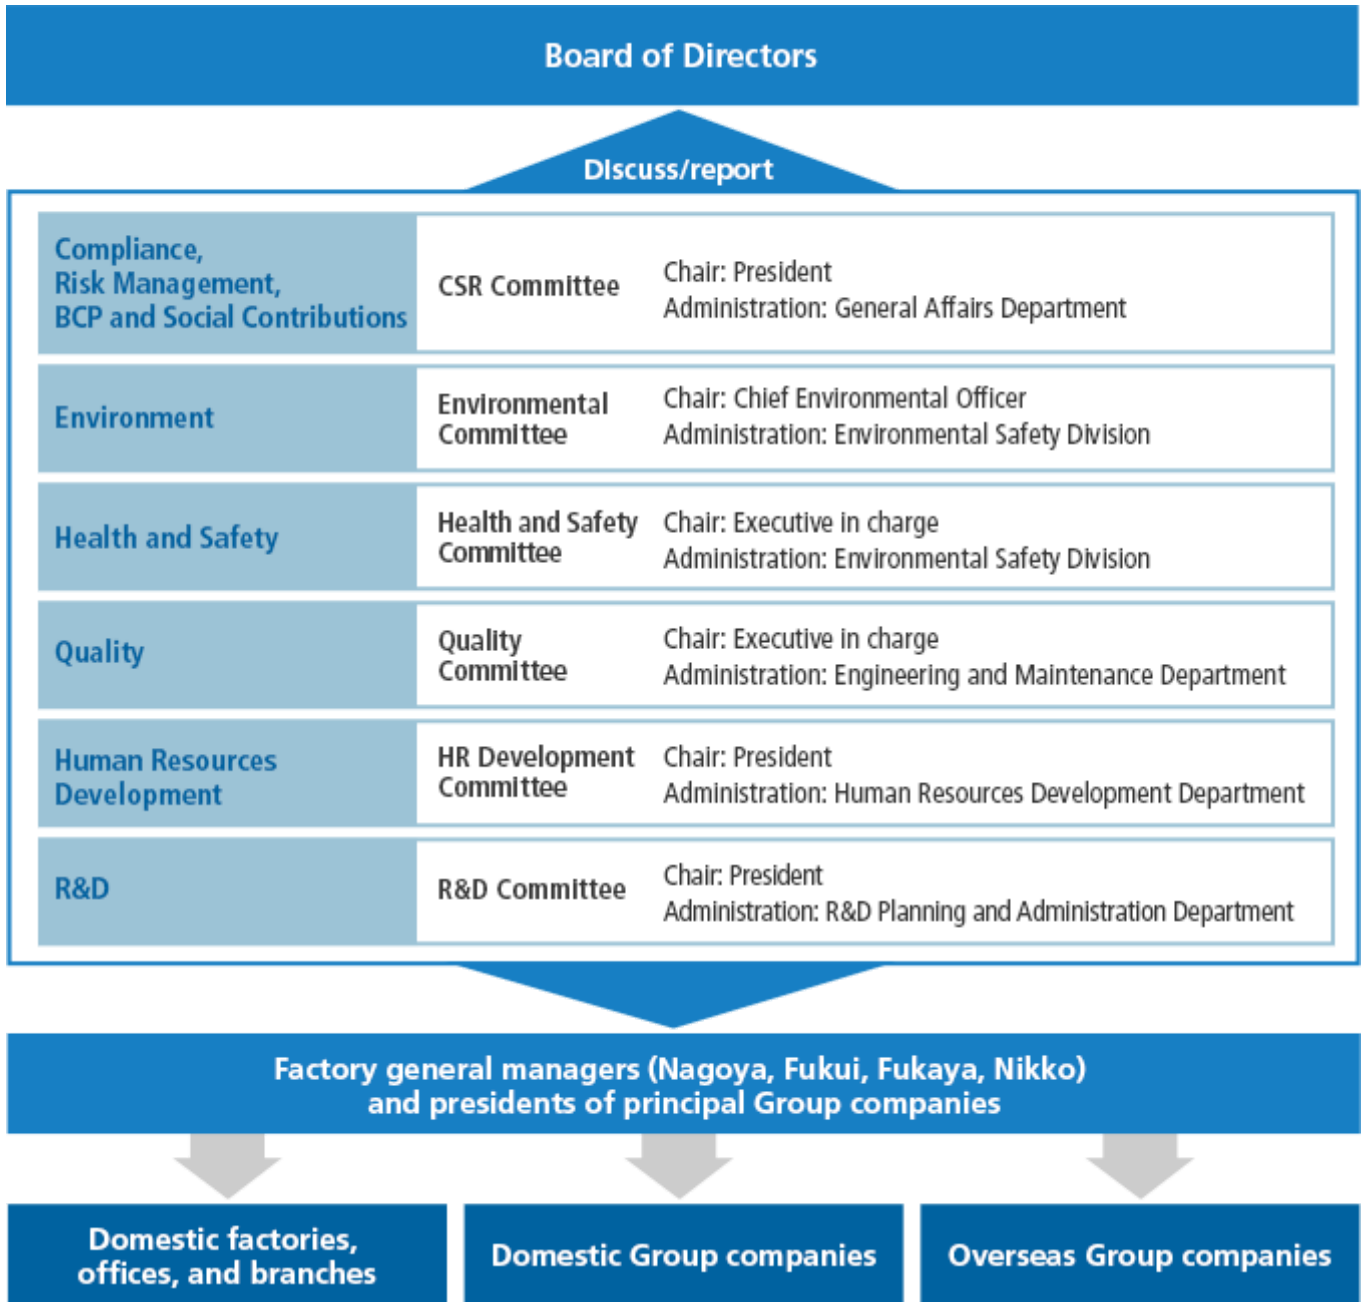 Board of Directors
DIscuss/report
Compliance,
Risk Management,
BCP and Social Contributions
CSR Committee
Chair: President
Administration: General Affairs Department
Environment
Environmental
Committee
Chair: Chief Environmental Officer
Administration: Environmental Safety Division
Health and Safety
Health and Safety
Committee
Chair: Executive in charge
Administration: Environmental Safety Division
Quality
Quality
Committee
Chair: Executive in charge
Administration: Engineering and Maintenance Department
Human Resources
Development
HR Development
Committee
Chair: President
Administration: Human Resources Development Department
R&D
R&D Committee
Chair: President
Administration: R&D Planning and Administration Department
Factory general managers (Nagoya, Fukui, Fukaya, Nikko)
and presidents of principal Group companies
Domestic factories,
offices, and branches
Domestic Group companies
Overseas Group companies